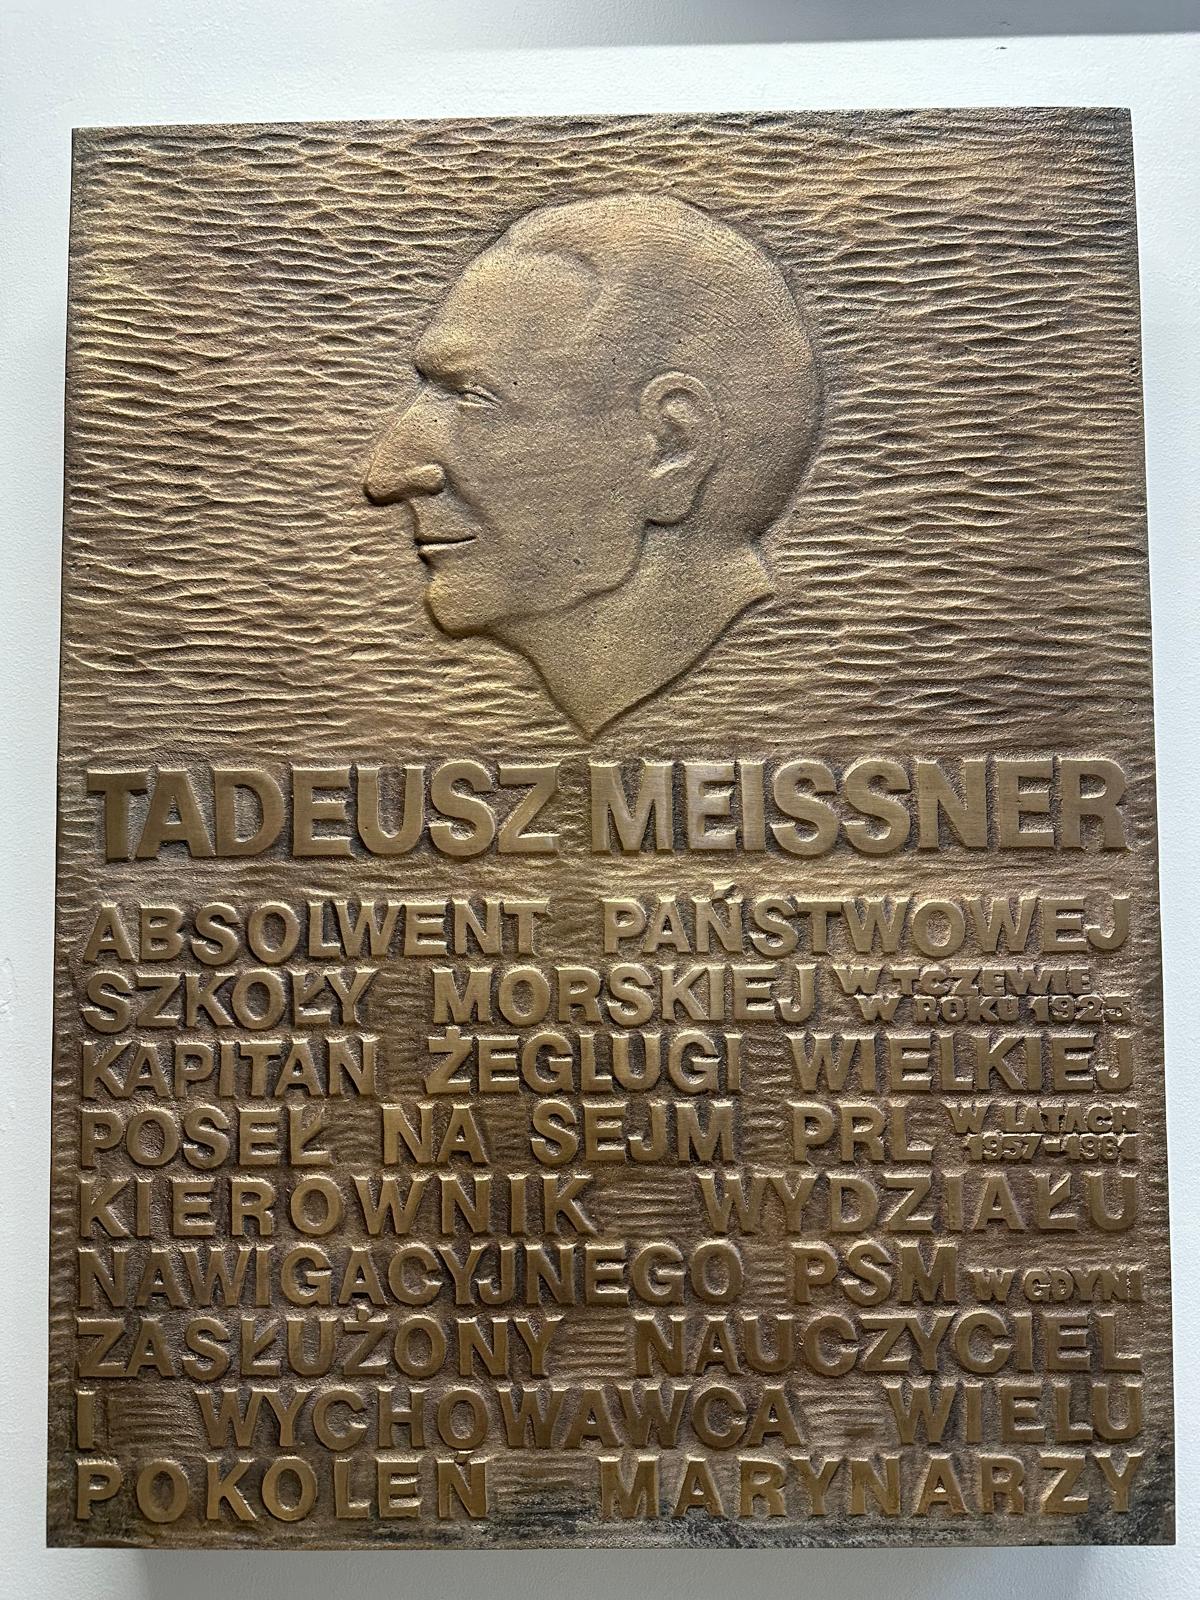 TADEUSZ MEISSNER
ABSOLWENT PAŃSTWOWEJ
SZKOŁY MORSKIEJ W TCZEWIE
W ROKU 1925
KAPITAN ŻEGLUGI WIELKIEJ
POSEŁ NA SEJM PRL W LATACH
1957-1961
KIEROWNIK WYDZIAŁU
NAWIGACYJNEGO PSM W GDYNI
ZASŁUŻONY NAUCZYCIEL
I WYCHOWAWCA WIELU
POKOLEŃ MARYNARZY